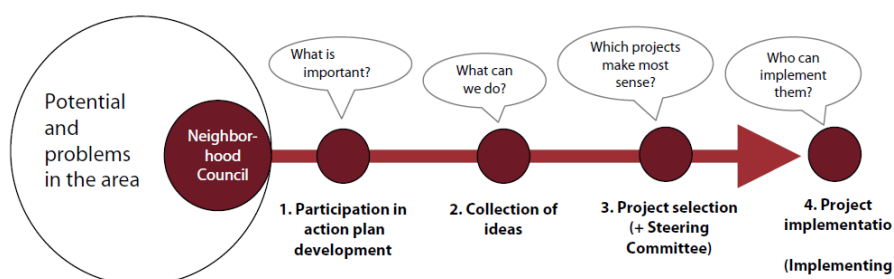 Potential
and
problems
in the area
Neighbor-
hood
Council
What is
important?
What can
we do?
Which projects
make most
sense?
Who can
implement
them?
1. Participation in
action plan
development
2. Collection of
ideas
3. Project selection
(+ Steering
Committee)
4. Project
implementatio
(Implementing